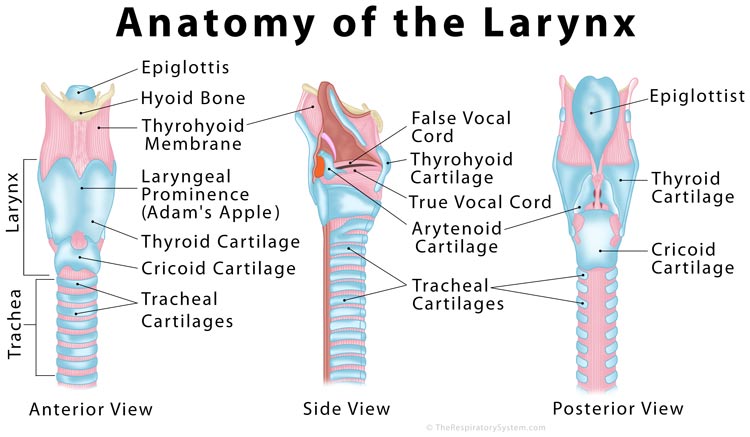 Anatomy of the Larynx
Epiglottis
Hyoid Bone
Thyrohyoid
Membrane
Laryngeal
Prominence
(Adam's Apple)
Thyroid Cartilage
Cricoid Cartilage
Tracheal
Cartilages
Larynx
Trachea
Anterior View
False Vocal
Cord
Thyrohyoid
Cartilage
True Vocal Cord
Arytenoid
Cartilage
Tracheal
Cartilages
Side View
Epiglottist
Thyroid
Cartilage
Cricoid
Cartilage
Posterior View
© TheRespiratorySystem.com